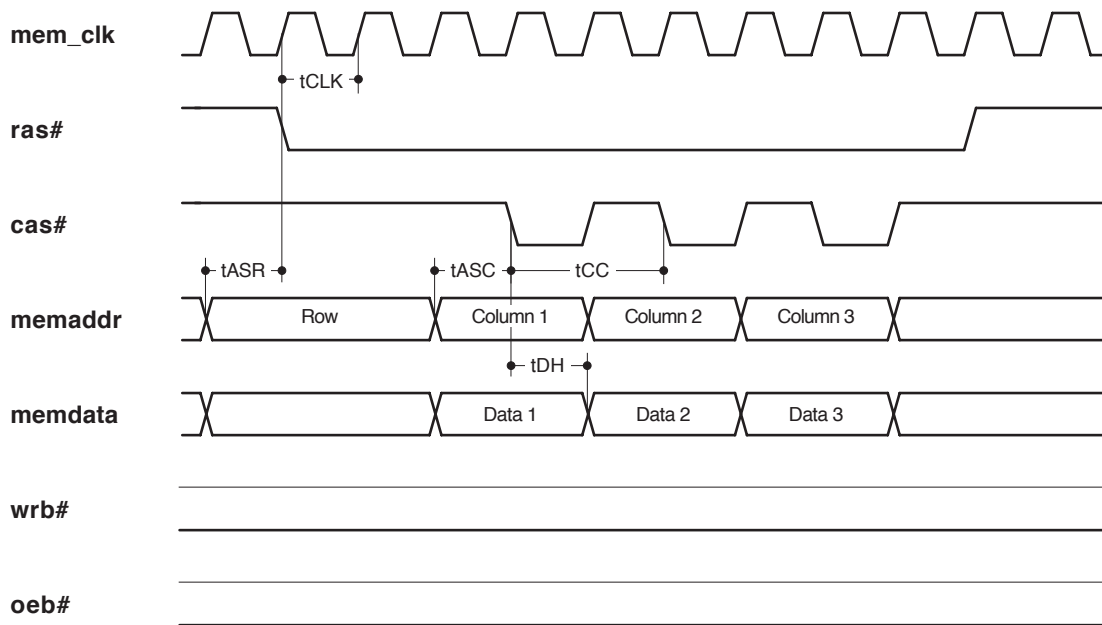 mem_clk
tCLK
ras#
cas#
tASR tASC tCC
memaddr Row Column 1 Column 2 Column 3
tDH
memdata Data 1 Data 2 Data 3
wrb#
oeb#